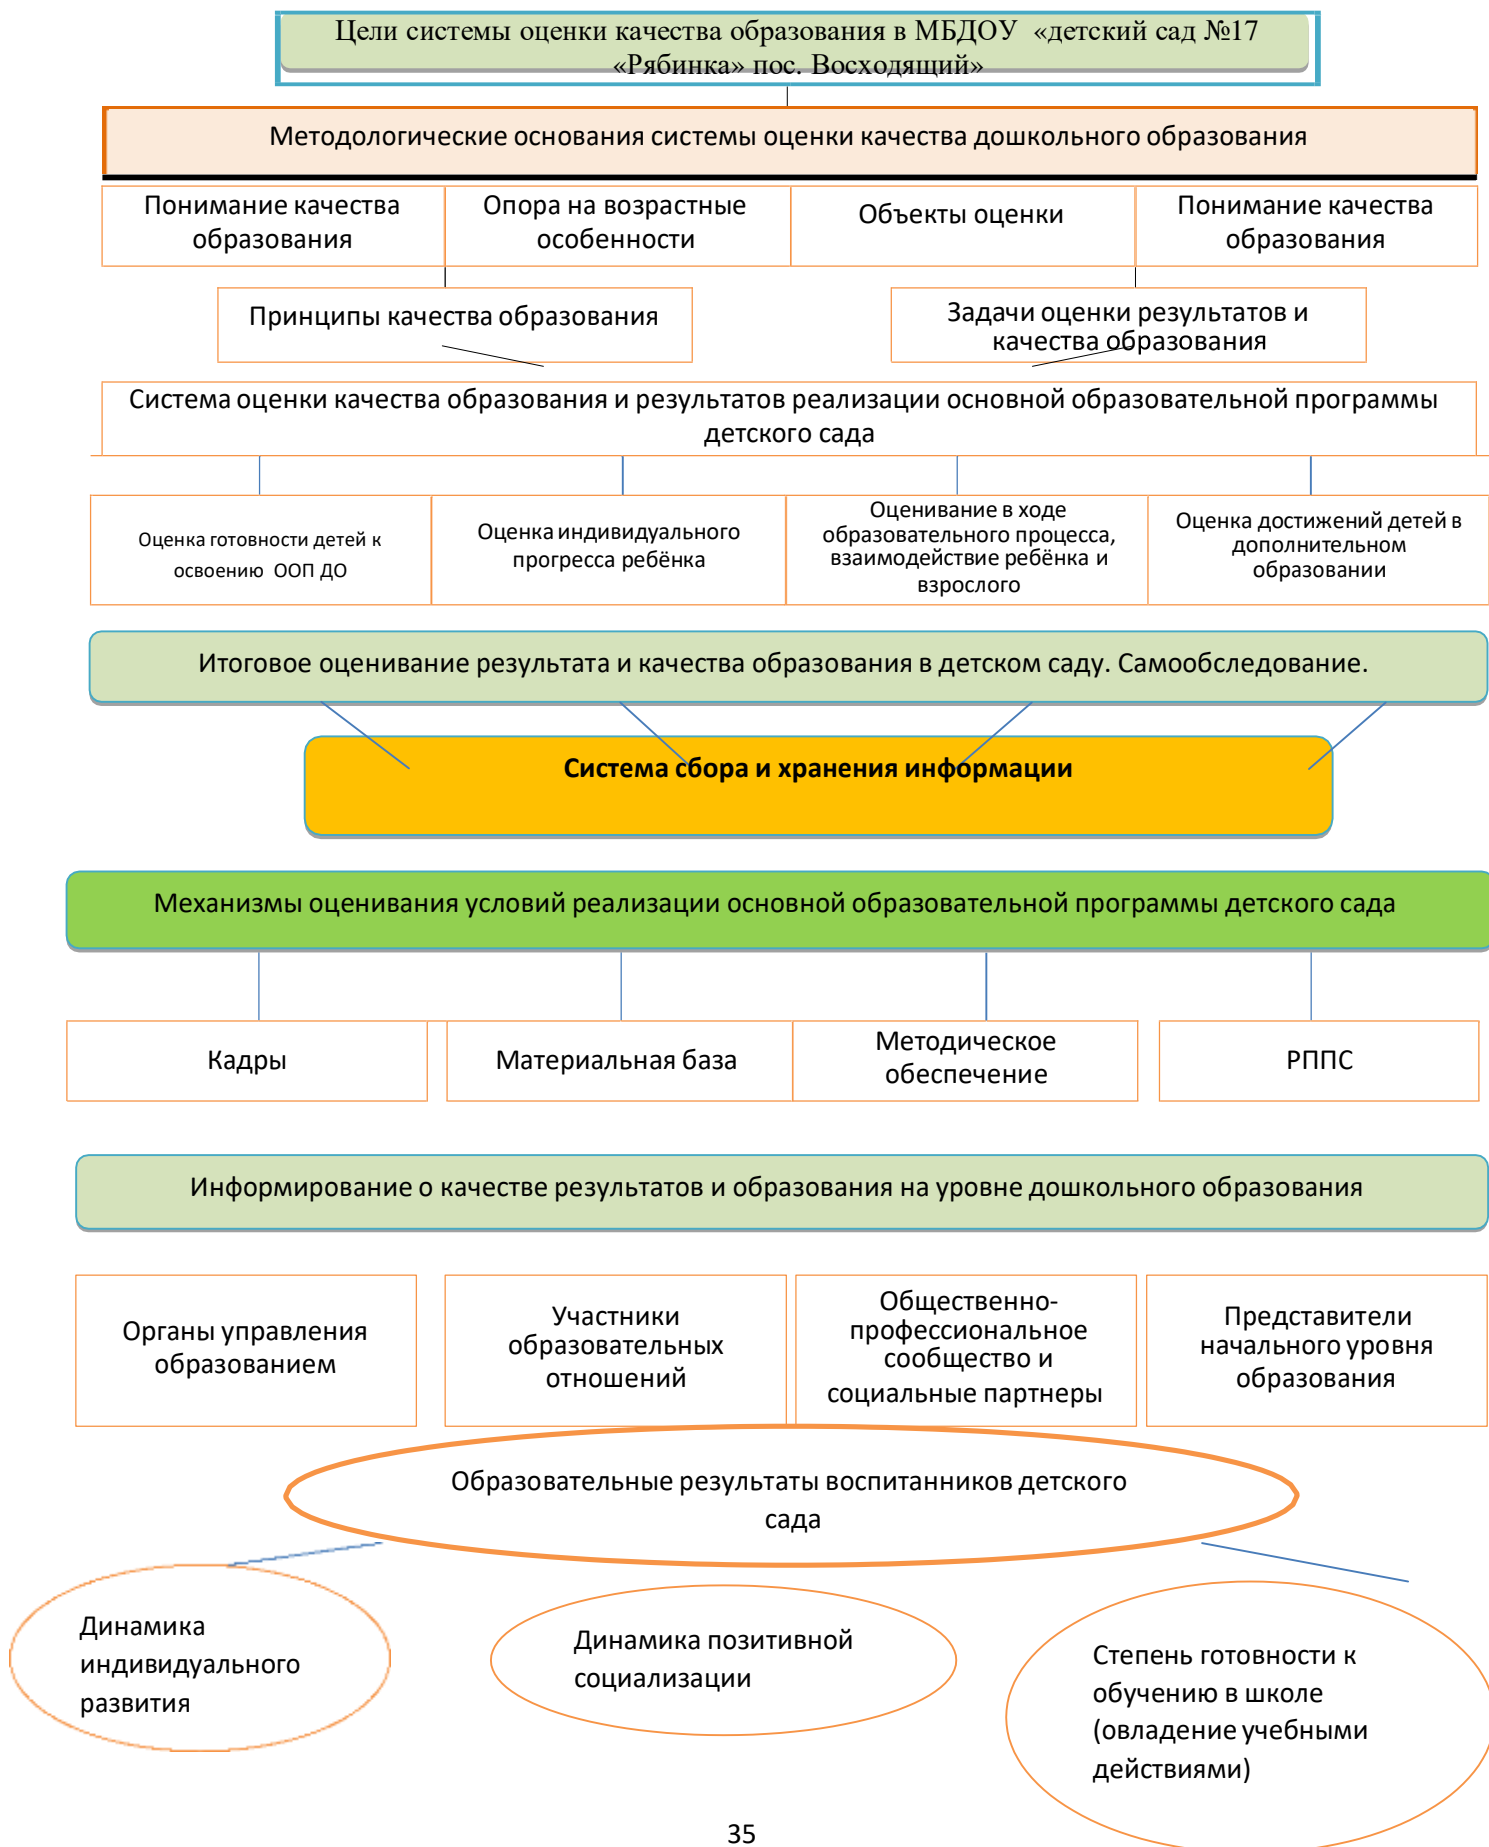 Цели системы оценки качества образования в МБДОУ «детский сад №17
«Рябинка» пос. Восходящий»
Методологические основания системы оценки качества дошкольного образования
Понимание качества
образования
Опора на возрастные
особенности
Объекты оценки
Понимание качества
образования
Принципы качества образования
Задачи оценки результатов и
качества образования
Система оценки качества образования и результатов реализации основной образовательной программы
детского сада
Оценка готовности детей к
освоению ООП ДО
Оценка индивидуального
прогресса ребёнка
Оценивание в ходе
образовательного процесса,
взаимодействие ребёнка и
взрослого
Оценка достижений детей в
дополнительном
образовании
Итоговое оценивание результата и качества образования в детском саду. Самообследование.
Система сбора и хранения информации
Механизмы оценивания условий реализации основной образовательной программы детского сада
Кадры
Материальная база
Методическое
обеспечение
РППС
Информирование о качестве результатов и образования на уровне дошкольного образования
Органы управления
образованием
Участники
образовательных
отношений
Общественно-
профессиональное
сообщество и
социальные партнеры
Представители
начального уровня
образования
Образовательные результаты воспитанников детского
сада
Динамика
индивидуального
развития
Динамика позитивной
социализации
Степень готовности к
обучению в школе
(овладение учебными
действиями)
35